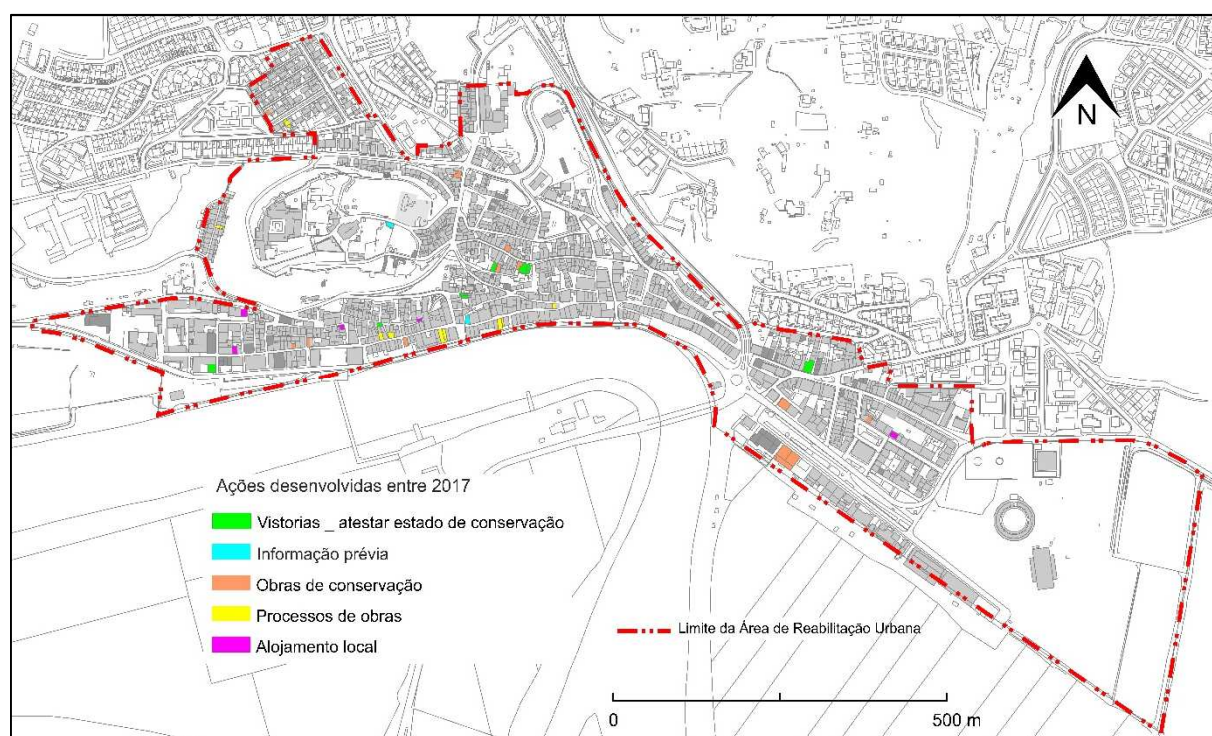 N
Ações desenvolvidas entre 2017
Vistorias _ atestar estado de conservação
Informação prévia
Obras de conservação
Processos de obras
Alojamento local
Limite da Área de Reabilitação Urbana
0 500 m